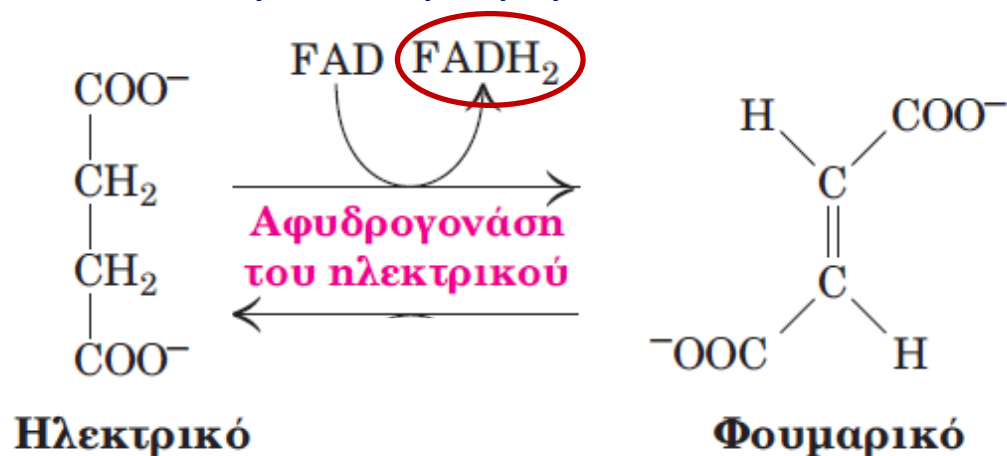 FAD FADH₂
COO⁻
CH₂
CH₂
COO⁻
Αφυδρογονάση
του ηλεκτρικού
H
COO⁻
C
C
⁻OOC
H
Ηλεκτρικό
Φουμαρικό